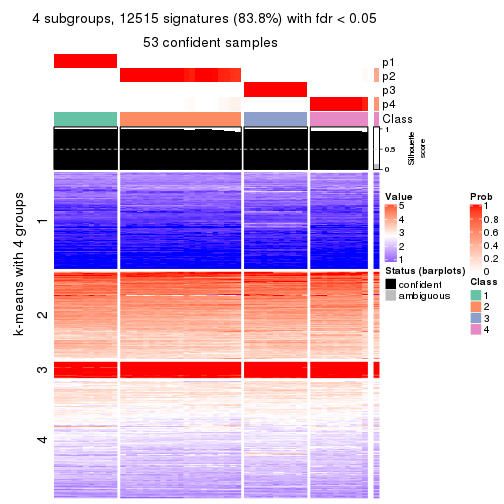 4 subgroups, 12515 signatures (83.8%) with fdr < 0.05
53 confident samples
p1
p2
p3
p4
Class
1
0.5
0
Silhouette
score
k-means with 4 groups
1
2
3
4
Value
5
4
3
2
1
Status (barplots)
confident
ambiguous
Prob
1
0.8
0.6
0.4
0.2
0
Class
1
2
3
4